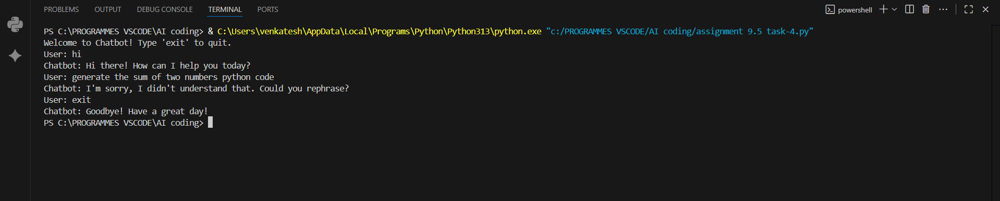 PROBLEMS OUTPUT DEBUG CONSOLE TERMINAL PORTS powershell
PS C:\PROGRAMMES VSCODE\AI coding> & C:\Users\venkatesh\AppData\Local\Programs\Python\Python313\python.exe "c:/PROGRAMMES VSCODE/AI coding/assignment 9.5 task-4.py"
Welcome to Chatbot! Type 'exit' to quit.
User: hi
Chatbot: Hi there! How can I help you today?
User: generate the sum of two numbers python code
Chatbot: I'm sorry, I didn't understand that. Could you rephrase?
User: exit
Chatbot: Goodbye! Have a great day!
PS C:\PROGRAMMES VSCODE\AI coding>